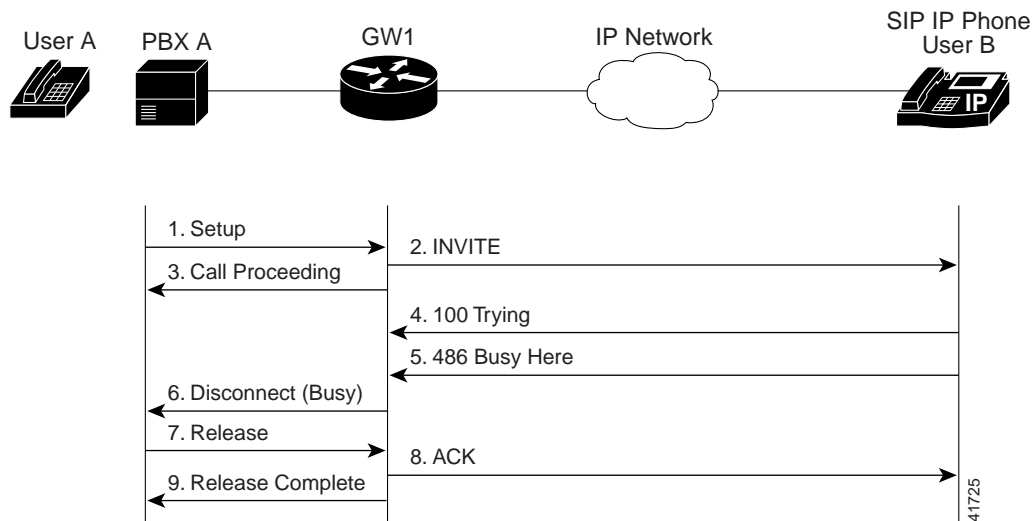 User A
PBX A
GW1
IP Network
SIP IP Phone
User B
IP
1. Setup
2. INVITE
3. Call Proceeding
4. 100 Trying
5. 486 Busy Here
6. Disconnect (Busy)
7. Release
8. ACK
9. Release Complete
41725